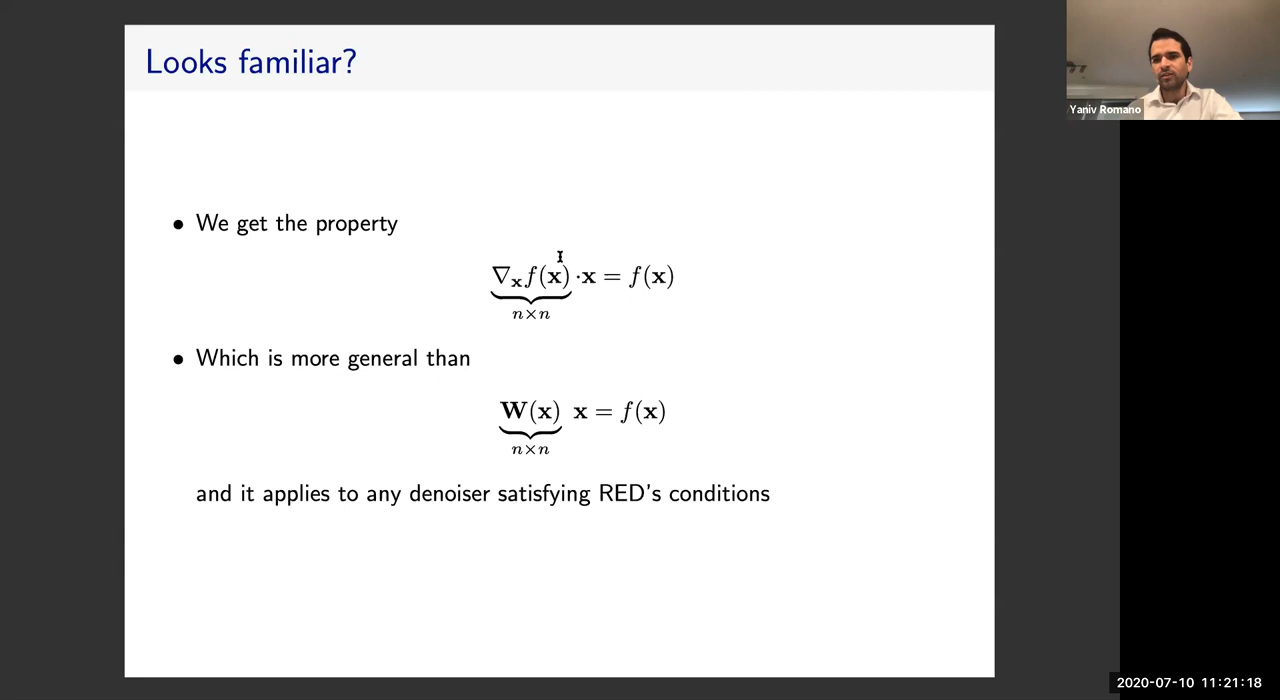 Looks familiar?
Yaniv Romano
• We get the property
∇ₓf(x) · x = f(x)
n×n
• Which is more general than
W(x) x = f(x)
n×n
and it applies to any denoiser satisfying RED's conditions
2020-07-10 11:21:18